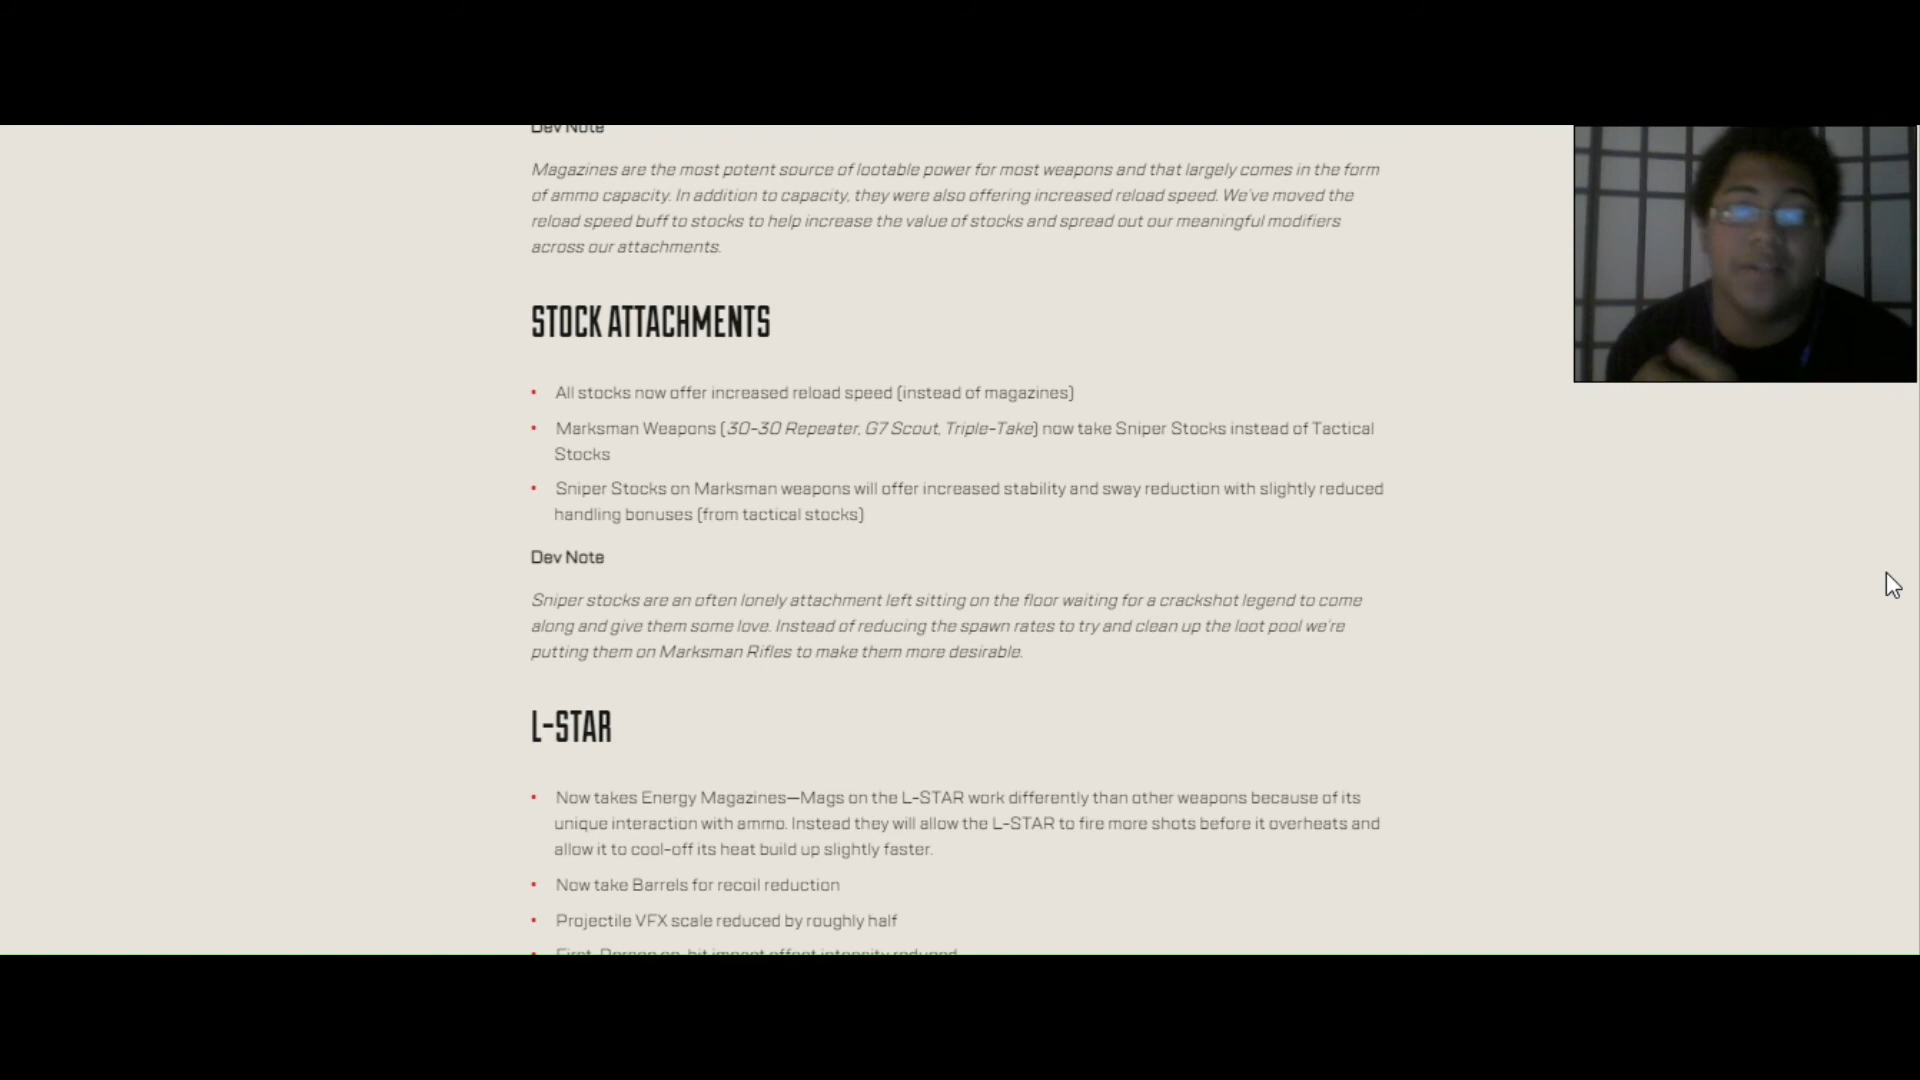 Dev Note
Magazines are the most potent source of lootable power for most weapons and that largely comes in the form
of ammo capacity. In addition to capacity, they were also offering increased reload speed. We've moved the
reload speed buff to stocks to help increase the value of stocks and spread out our meaningful modifiers
across our attachments.
STOCK ATTACHMENTS
• All stocks now offer increased reload speed (instead of magazines)
• Marksman Weapons (30-30 Repeater, G7 Scout, Triple-Take) now take Sniper Stocks instead of Tactical
Stocks
• Sniper Stocks on Marksman weapons will offer increased stability and sway reduction with slightly reduced
handling bonuses (from tactical stocks)
Dev Note
Sniper stocks are an often lonely attachment left sitting on the floor waiting for a crackshot legend to come
along and give them some love. Instead of reducing the spawn rates to try and clean up the loot pool we're
putting them on Marksman Rifles to make them more desirable.
L-STAR
• Now takes Energy Magazines—Mags on the L-STAR work differently than other weapons because of its
unique interaction with ammo. Instead they will allow the L-STAR to fire more shots before it overheats and
allow it to cool-off its heat build up slightly faster.
• Now take Barrels for recoil reduction
• Projectile VFX scale reduced by roughly half
• First-Person on-hit impact effect intensity reduced